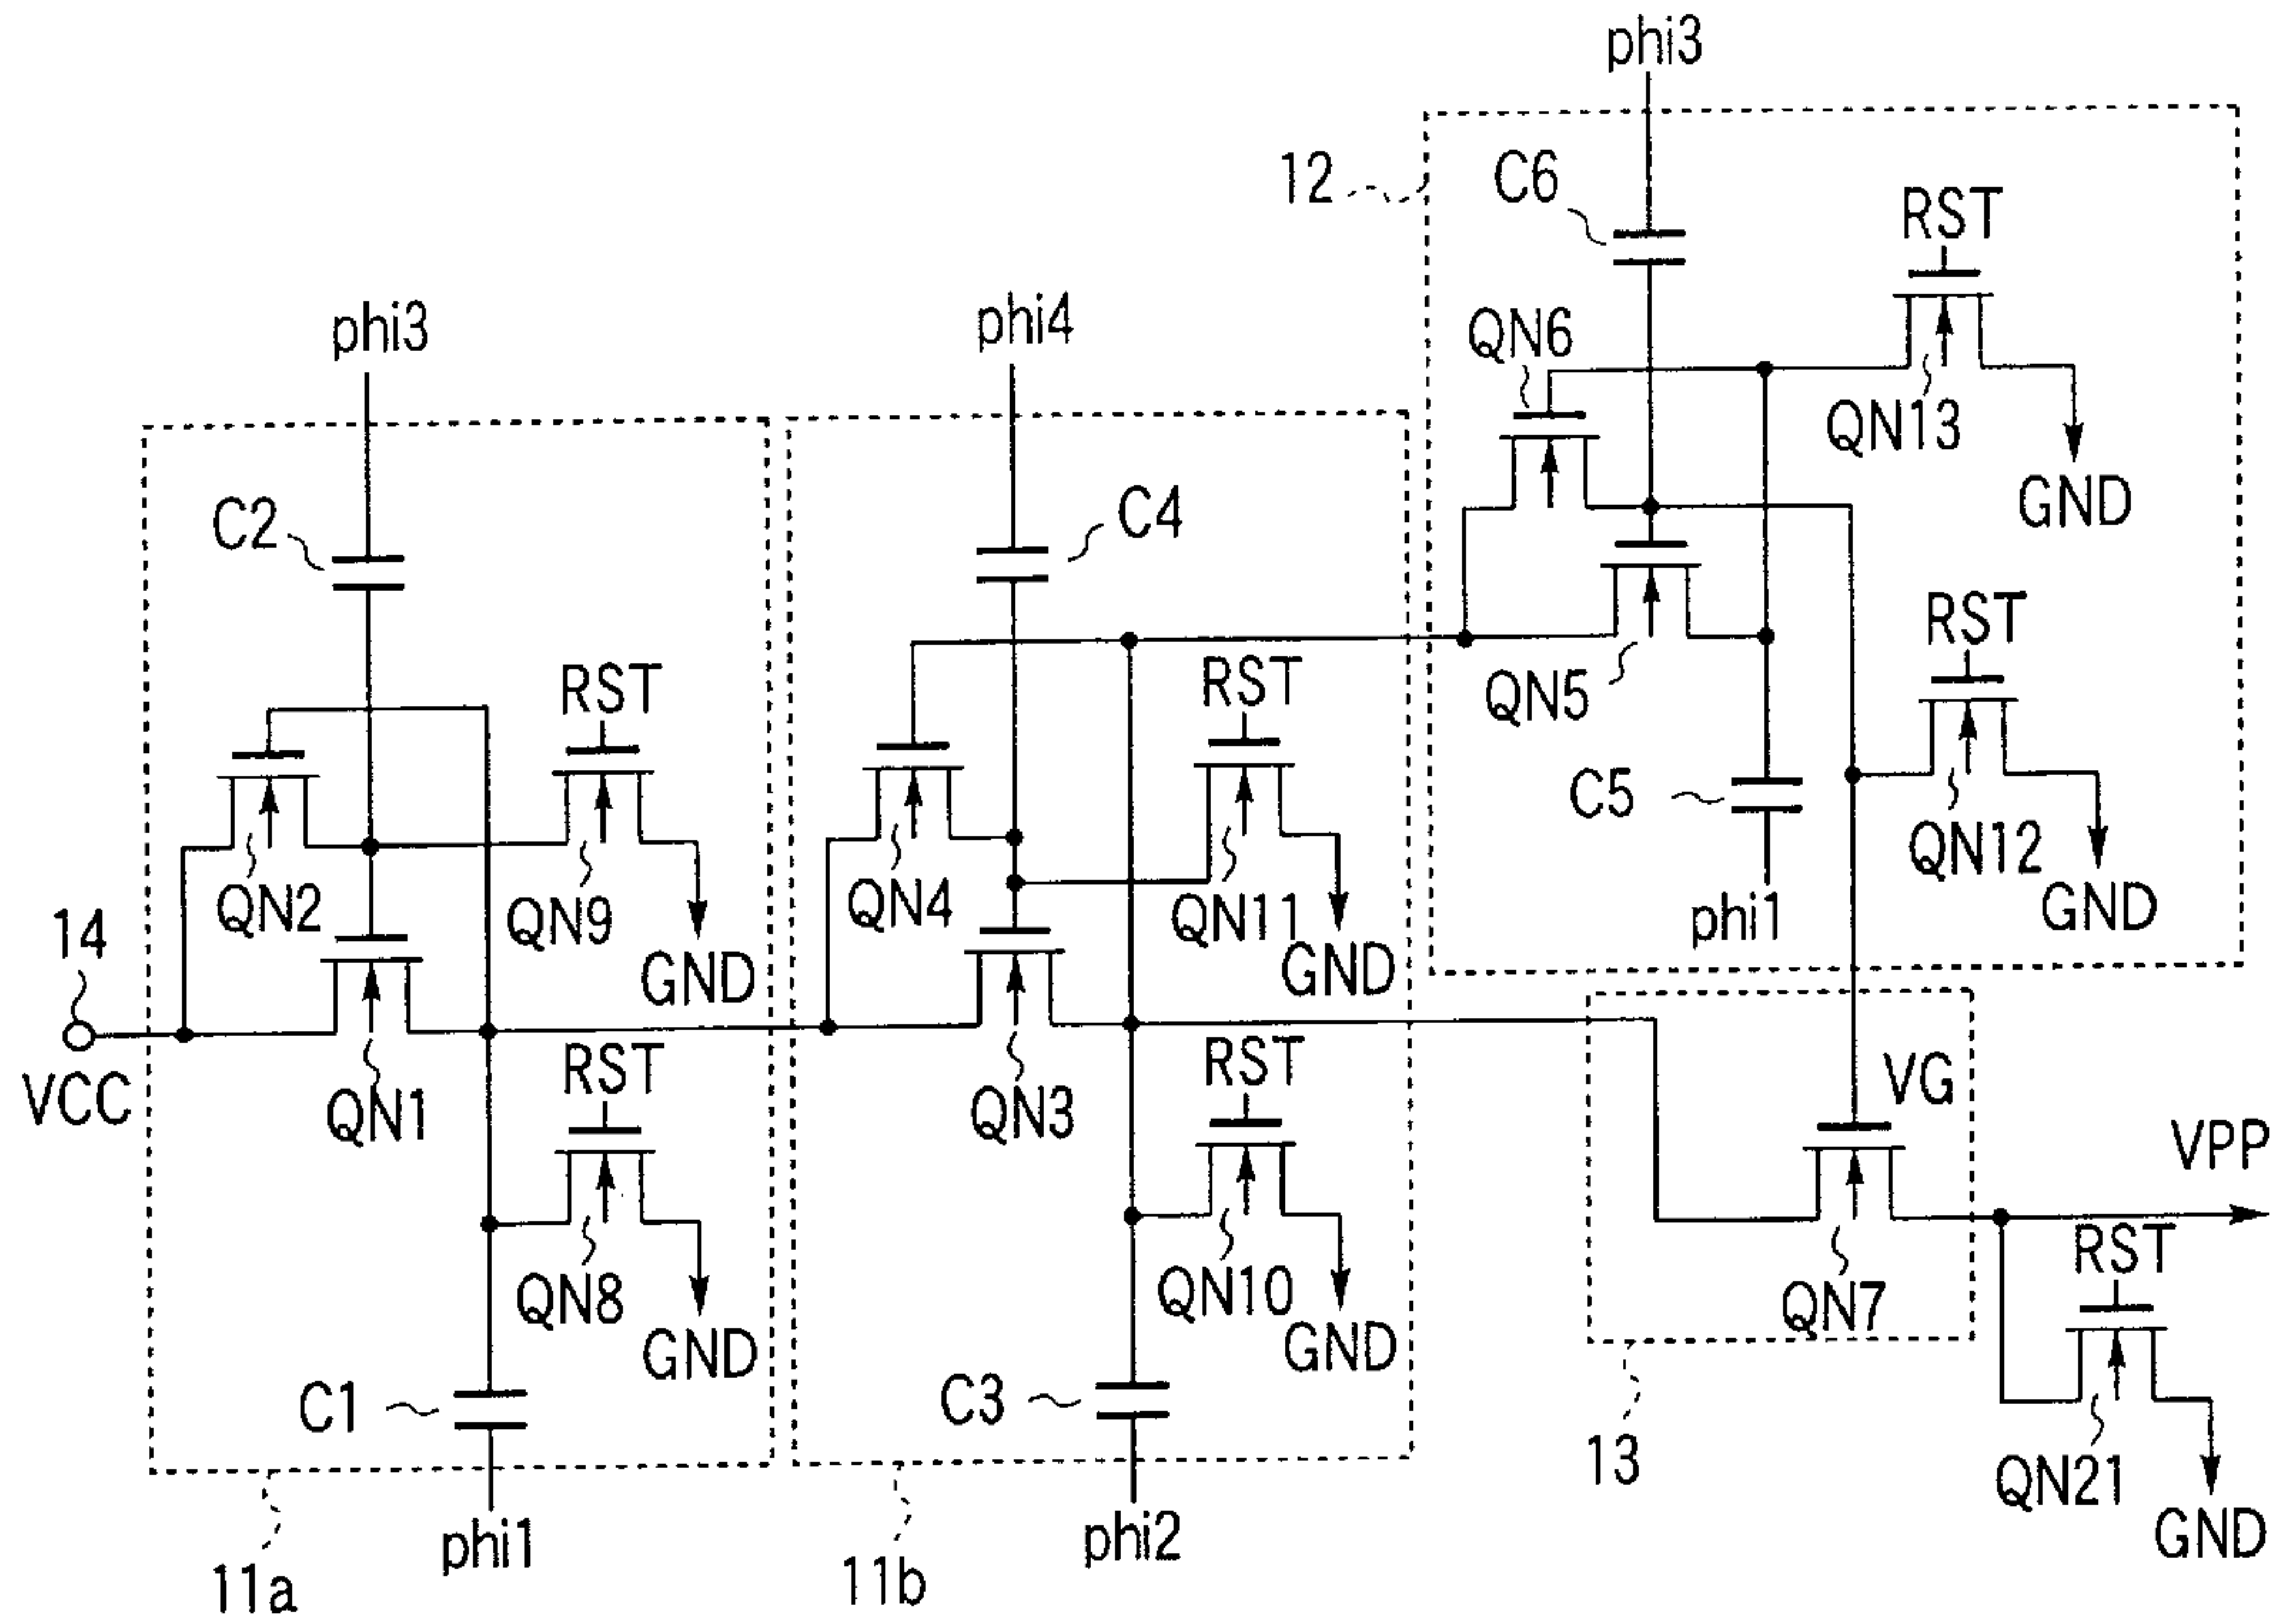 phi3
12
C6
RST
QN6
phi3
phi4
QN13
GND
C2
C4
RST
RST
RST
QN5
C5
QN12
QN2
QN9
QN4
QN11
phi1
GND
14
GND
GND
VCC
QN1
RST
QN3
RST
VG
VPP
QN8
QN10
QN7
RST
GND
GND
C1
C3
13
QN21
phi1
phi2
GND
11a
11b